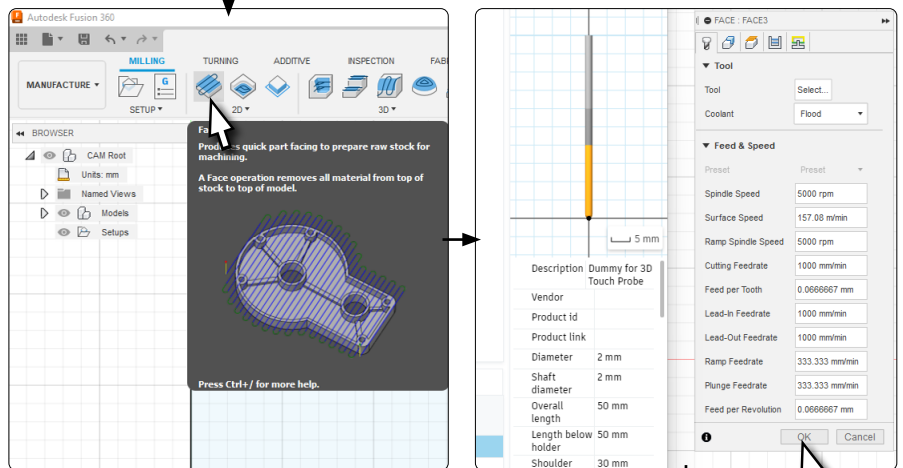 Autodesk Fusion 360
MILLING TURNING ADDITIVE INSPECTION FAB
MANUFACTURE
G
SETUP 2D 3D
BROWSER
CAM Root
Units: mm
Named Views
Models
Setups
Fa
quick part facing to prepare raw stock for
machining.
A Face operation removes all material from top of
stock to top of model.
Press Ctrl+/ for more help.
5 mm
Description Dummy for 3D
Touch Probe
Vendor
Product id
Product link
Diameter 2 mm
Shaft
diameter 2 mm
Overall
length 50 mm
Length below
holder 50 mm
Shoulder 30 mm
FACE : FACE3
Tool
Tool Select...
Coolant Flood
Feed & Speed
Preset Preset
Spindle Speed 5000 rpm
Surface Speed 157.08 m/min
Ramp Spindle Speed 5000 rpm
Cutting Feedrate 1000 mm/min
Feed per Tooth 0.0666667 mm
Lead-In Feedrate 1000 mm/min
Lead-Out Feedrate 1000 mm/min
Ramp Feedrate 333.333 mm/min
Plunge Feedrate 333.333 mm/min
Feed per Revolution 0.0666667 mm
OK Cancel